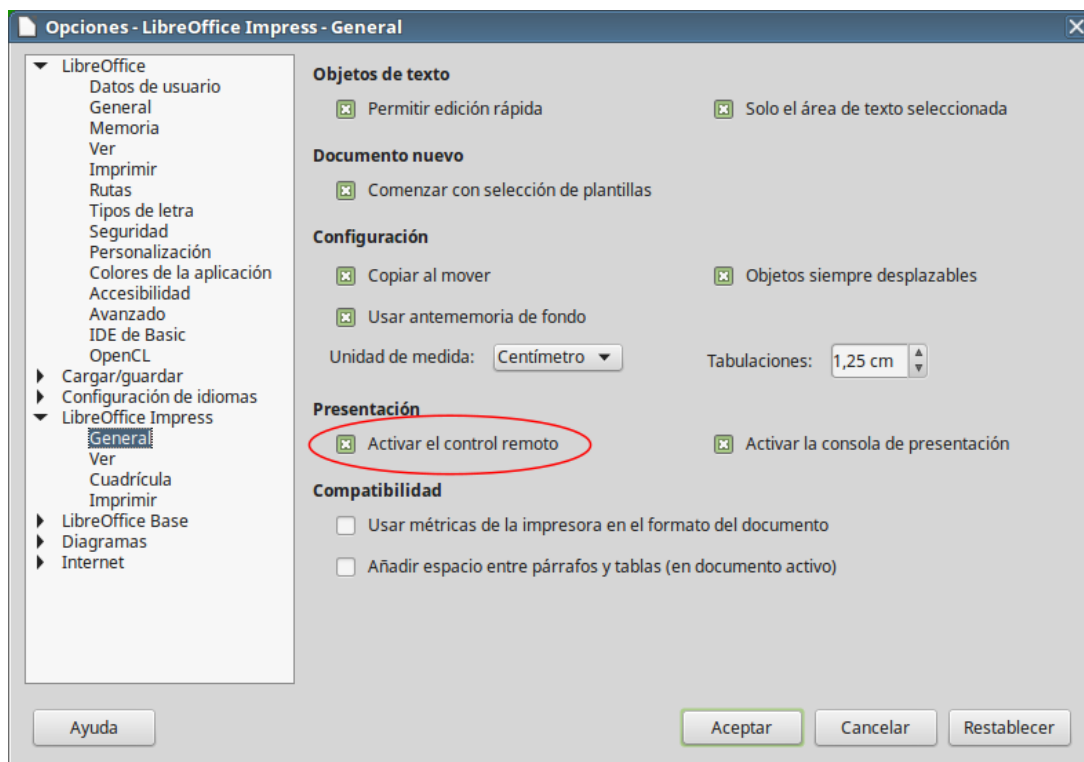 Opciones - LibreOffice Impress - General
LibreOffice
Datos de usuario
General
Memoria
Ver
Imprimir
Rutas
Tipos de letra
Seguridad
Personalización
Colores de la aplicación
Accesibilidad
Avanzado
IDE de Basic
OpenCL
Cargar/guardar
Configuración de idiomas
LibreOffice Impress
General
Ver
Cuadrícula
Imprimir
LibreOffice Base
Diagramas
Internet
Objetos de texto
Permitir edición rápida
Solo el área de texto seleccionada
Documento nuevo
Comenzar con selección de plantillas
Configuración
Copiar al mover
Objetos siempre desplazables
Usar antememoria de fondo
Unidad de medida: Centímetro
Tabulaciones: 1,25 cm
Presentación
Activar el control remoto
Activar la consola de presentación
Compatibilidad
Usar métricas de la impresora en el formato del documento
Añadir espacio entre párrafos y tablas (en documento activo)
Ayuda
Aceptar
Cancelar
Restablecer